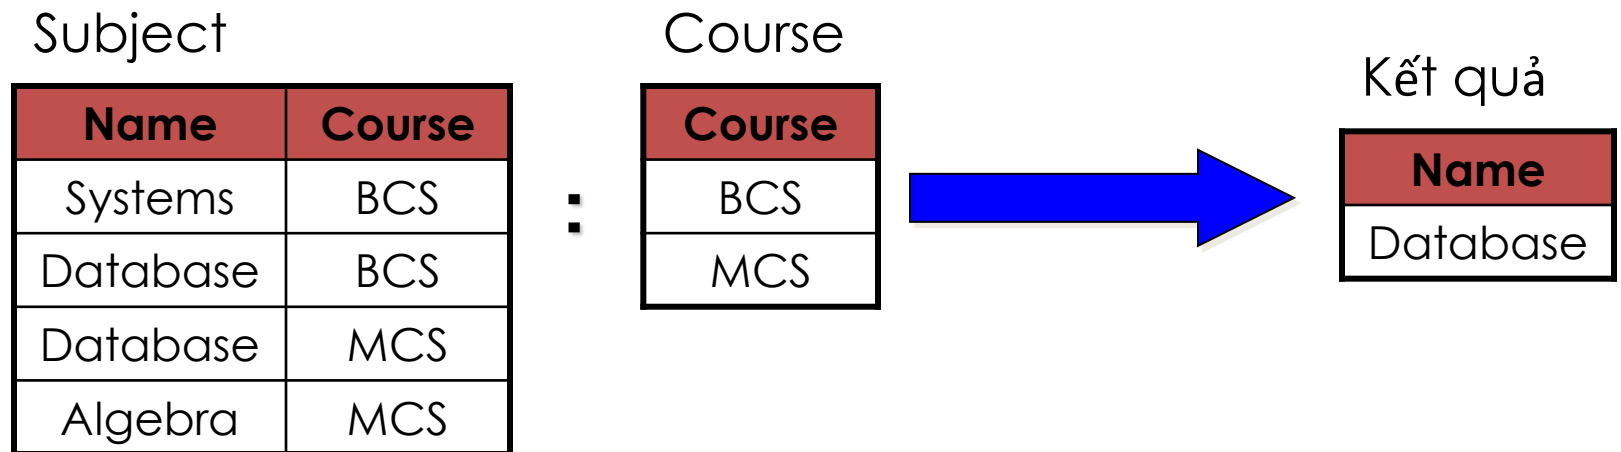 Subject
Name Course
Systems BCS
Database BCS
Database MCS
Algebra MCS
:
Course
Course
BCS
MCS
Kết quả
Name
Database